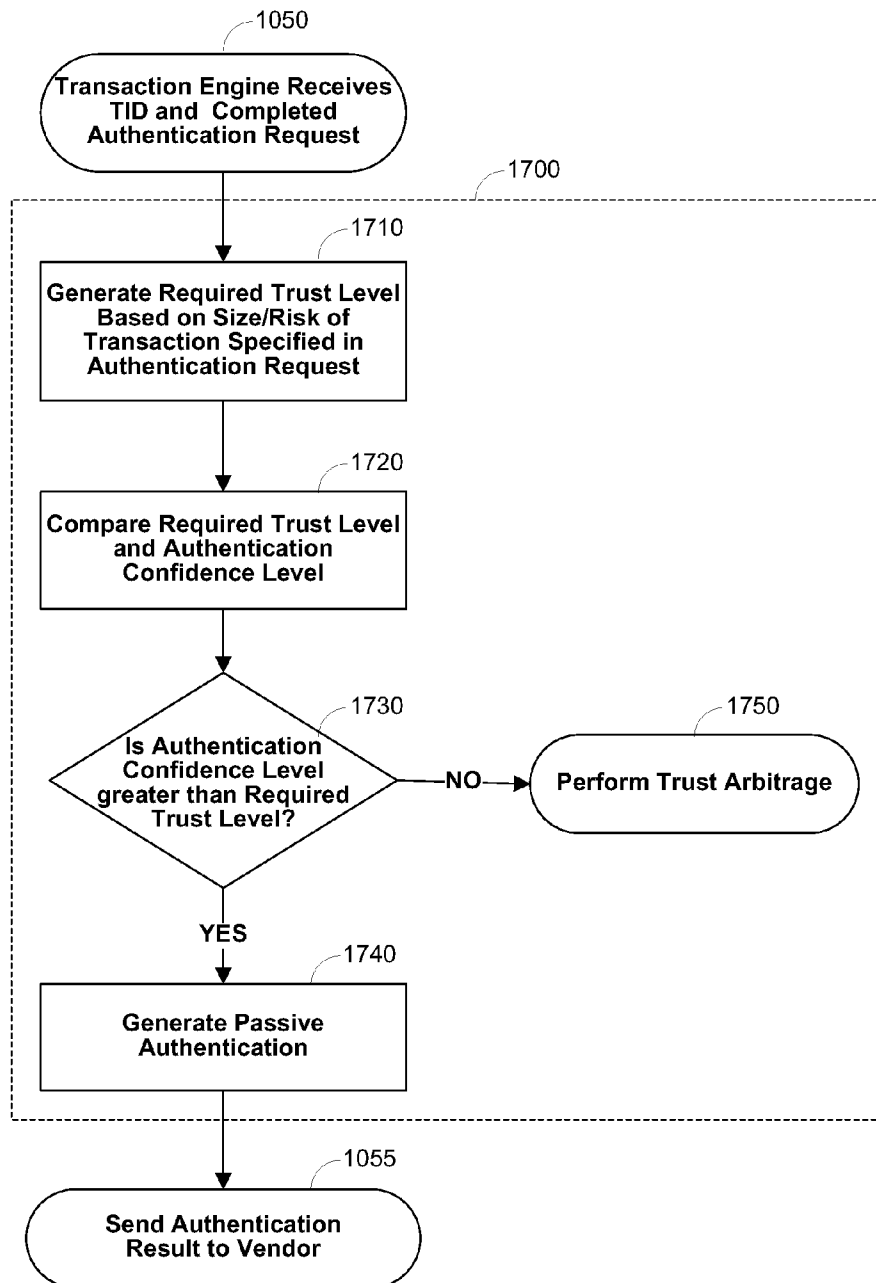 1050
Transaction Engine Receives
TID and Completed
Authentication Request
1700
1710
Generate Required Trust Level
Based on Size/Risk of
Transaction Specified in
Authentication Request
1720
Compare Required Trust Level
and Authentication
Confidence Level
1730
Is Authentication
Confidence Level
greater than Required
Trust Level?
NO
1750
Perform Trust Arbitrage
YES
1740
Generate Passive
Authentication
1055
Send Authentication
Result to Vendor